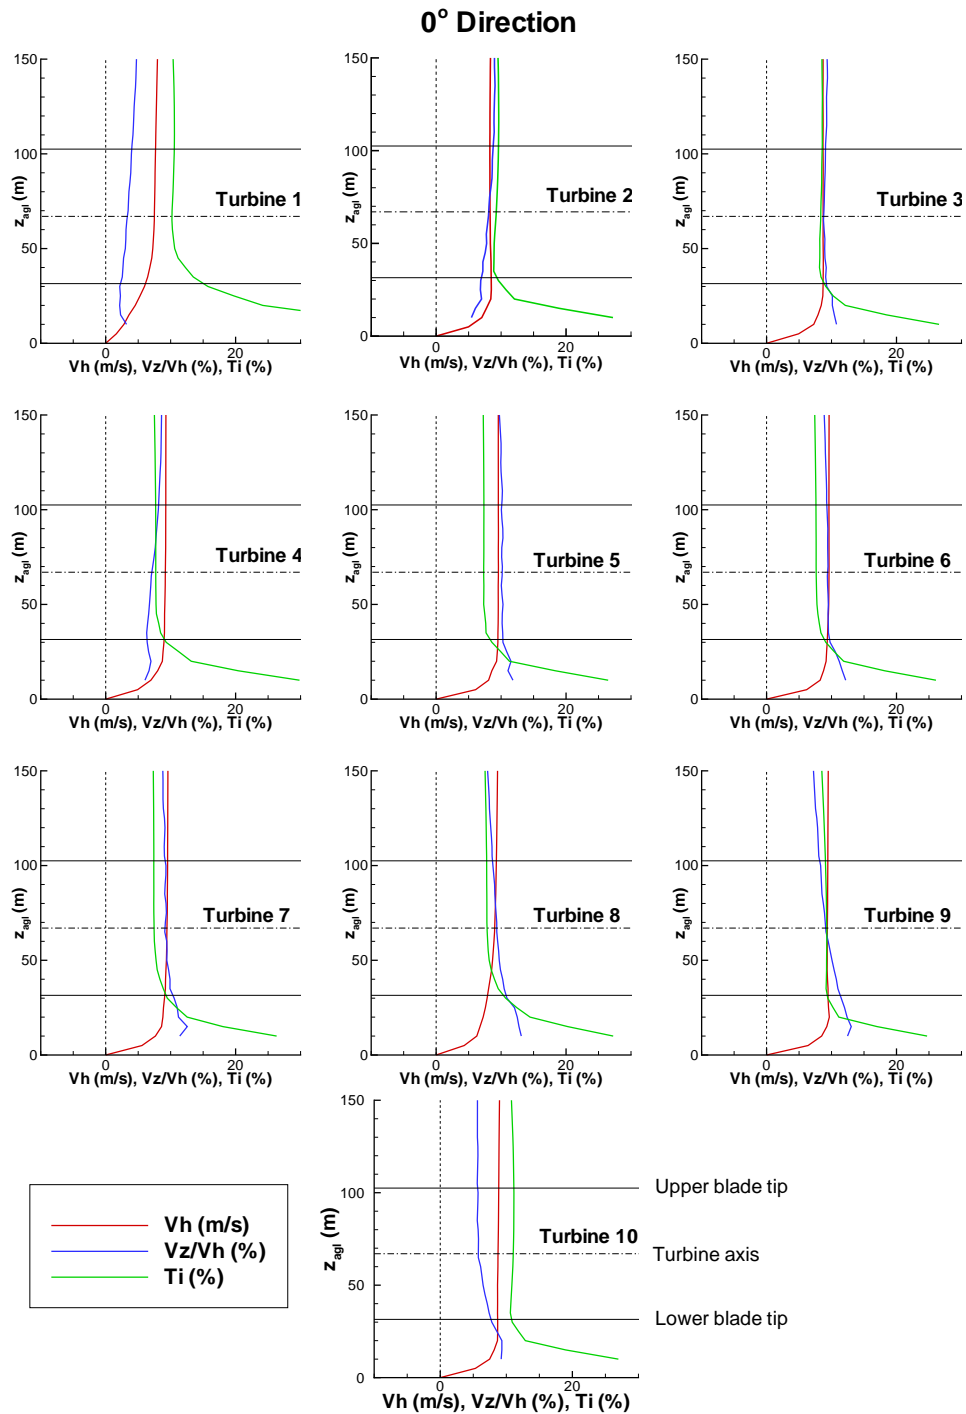 0° Direction
150
100
50
0
z_agl (m)
Turbine 1
0
20
Vh (m/s), Vz/Vh (%), Ti (%)
150
100
50
0
z_agl (m)
Turbine 2
0
20
Vh (m/s), Vz/Vh (%), Ti (%)
150
100
50
0
z_agl (m)
Turbine 3
0
20
Vh (m/s), Vz/Vh (%), Ti (%)
150
100
50
0
z_agl (m)
Turbine 4
0
20
Vh (m/s), Vz/Vh (%), Ti (%)
150
100
50
0
z_agl (m)
Turbine 5
0
20
Vh (m/s), Vz/Vh (%), Ti (%)
150
100
50
0
z_agl (m)
Turbine 6
0
20
Vh (m/s), Vz/Vh (%), Ti (%)
150
100
50
0
z_agl (m)
Turbine 7
0
20
Vh (m/s), Vz/Vh (%), Ti (%)
150
100
50
0
z_agl (m)
Turbine 8
0
20
Vh (m/s), Vz/Vh (%), Ti (%)
150
100
50
0
z_agl (m)
Turbine 9
0
20
Vh (m/s), Vz/Vh (%), Ti (%)
150
100
50
0
z_agl (m)
Turbine 10
0
20
Vh (m/s), Vz/Vh (%), Ti (%)
Upper blade tip
Turbine axis
Lower blade tip
Vh (m/s)
Vz/Vh (%)
Ti (%)